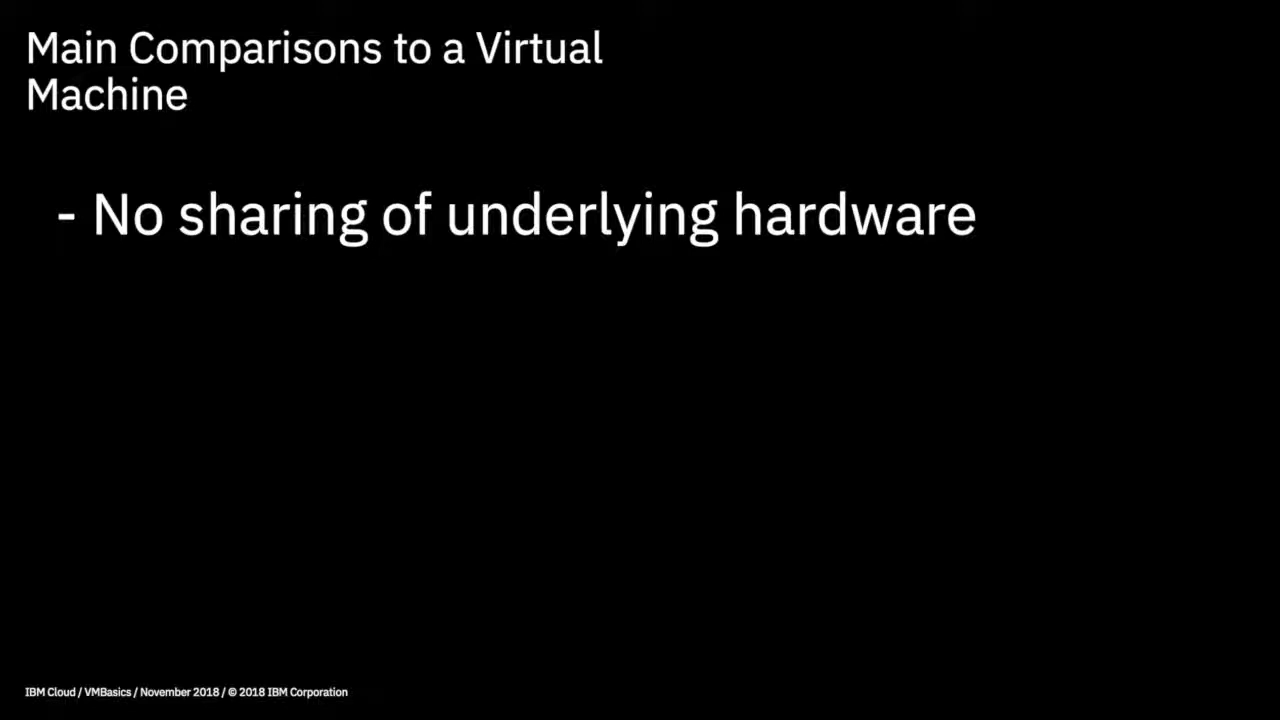 Main Comparisons to a Virtual
Machine
- No sharing of underlying hardware
IBM Cloud / VMBasics / November 2018 / © 2018 IBM Corporation